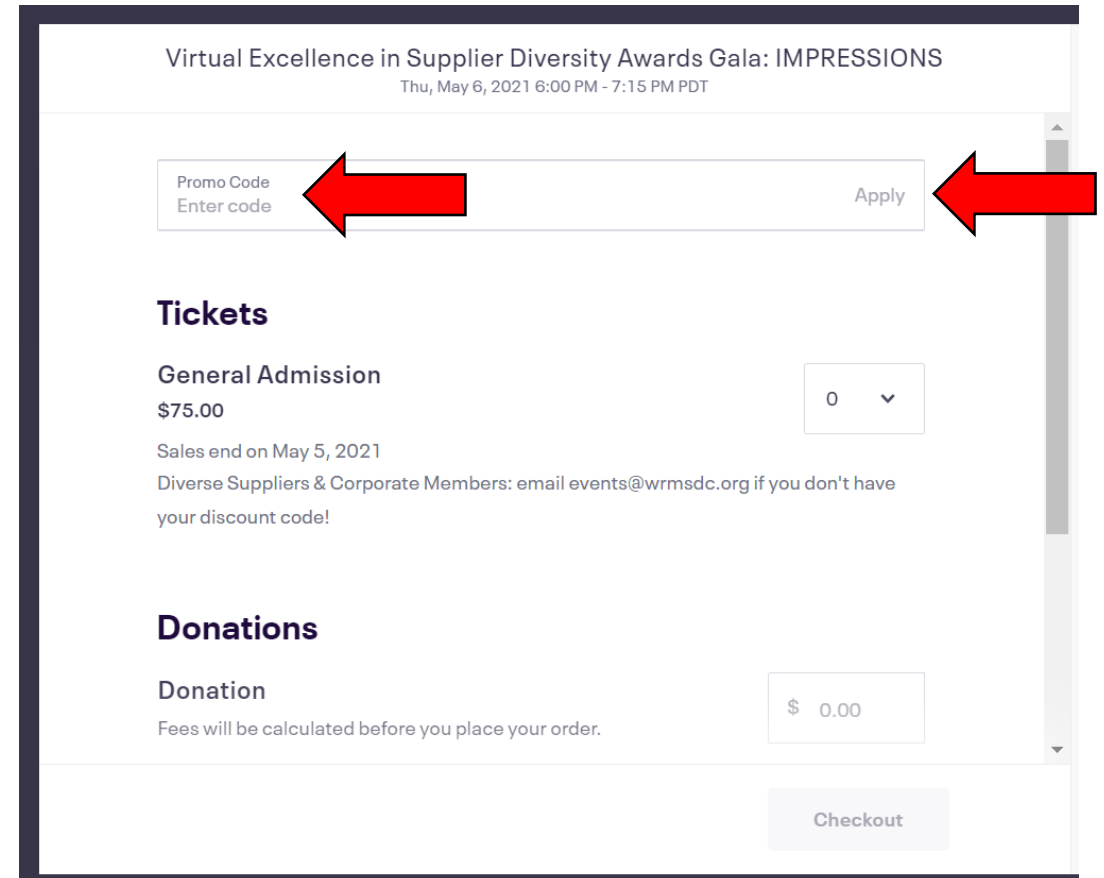 Virtual Excellence in Supplier Diversity Awards Gala: IMPRESSIONS
Thu, May 6, 2021 6:00 PM - 7:15 PM PDT
Promo Code
Enter code
Apply
Tickets
General Admission
$75.00
0
Sales end on May 5, 2021
Diverse Suppliers & Corporate Members: email events@wrmsdc.org if you don't have
your discount code!
Donations
Donation
$ 0.00
Fees will be calculated before you place your order.
Checkout